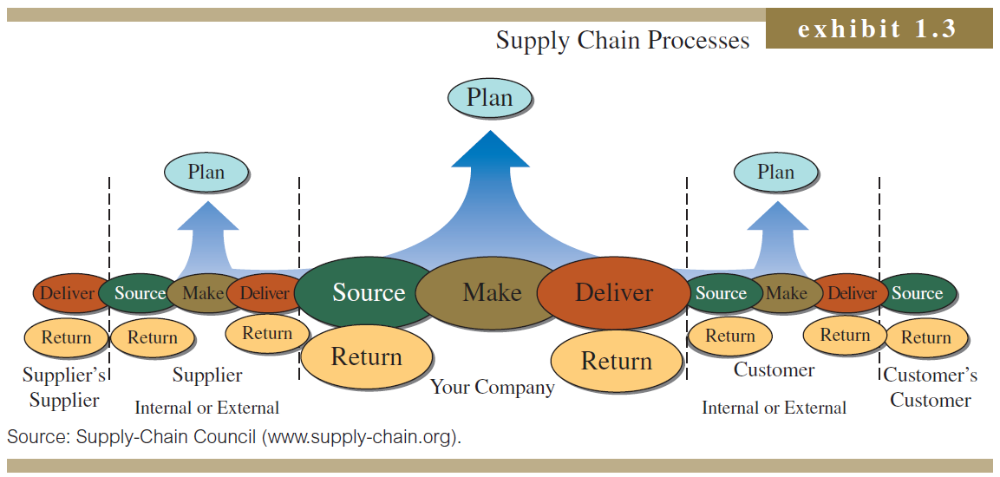 exhibit 1.3
Supply Chain Processes
Plan
Plan
Plan
Deliver
Source
Make
Deliver
Source
Make
Deliver
Source
Make
Deliver
Source
Return
Return
Return
Return
Return
Return
Return
Return
Supplier's
Supplier
Supplier
Internal or External
Your Company
Customer
Internal or External
Customer's
Customer
Source: Supply-Chain Council (www.supply-chain.org).